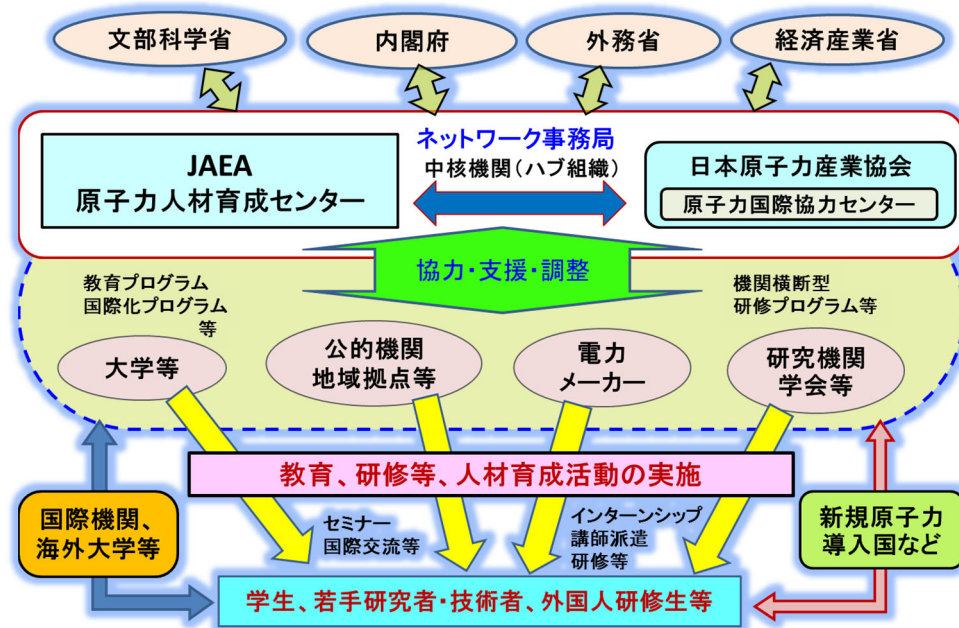 文部科学省
内閣府
外務省
経済産業省
ネットワーク事務局
中核機関(ハブ組織)
JAEA
原子力人材育成センター
日本原子力産業協会
原子力国際協力センター
協力・支援・調整
教育プログラム
国際化プログラム
等
機関横断型
研修プログラム等
大学等
公的機関
地域拠点等
電力
メーカー
研究機関
学会等
教育、研修等、人材育成活動の実施
国際機関、
海外大学等
セミナー
国際交流等
インターンシップ
講師派遣
研修等
新規原子力
導入国など
学生、若手研究者・技術者、外国人研修生等